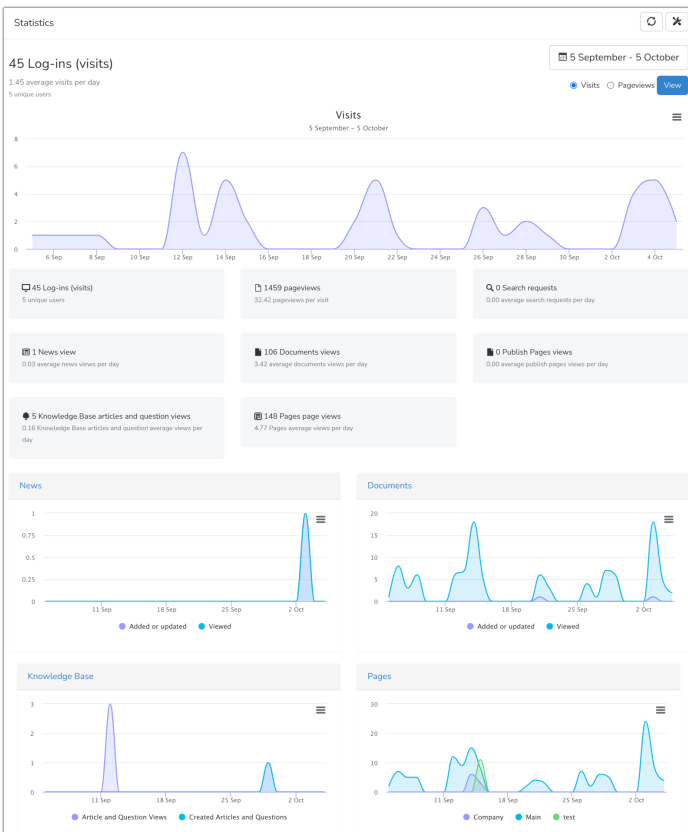 Statistics
45 Log-ins (visits)
5 September - 5 October
1.45 average visits per day
5 unique users
Visits
Pageviews
View
Visits
5 September – 5 October
8
6
4
2
0
6 Sep 8 Sep 10 Sep 12 Sep 14 Sep 16 Sep 18 Sep 20 Sep 22 Sep 24 Sep 26 Sep 28 Sep 30 Sep 2 Oct 4 Oct
45 Log-ins (visits)
5 unique users
1459 pageviews
32.42 pageviews per visit
0 Search requests
0.00 average search requests per day
1 News view
0.03 average news views per day
106 Documents views
3.42 average documents views per day
0 Publish Pages views
0.00 average publish pages views per day
5 Knowledge Base articles and question views
0.16 Knowledge Base articles and question average views per
day
148 Pages page views
4.77 Pages average views per day
News
1
0.75
0.5
0.25
0
11 Sep 18 Sep 25 Sep 2 Oct
Added or updated Viewed
Documents
20
15
10
5
0
11 Sep 18 Sep 25 Sep 2 Oct
Added or updated Viewed
Knowledge Base
3
2
1
0
11 Sep 18 Sep 25 Sep 2 Oct
Article and Question Views Created Articles and Questions
Pages
30
20
10
0
11 Sep 18 Sep 25 Sep 2 Oct
Company Main test